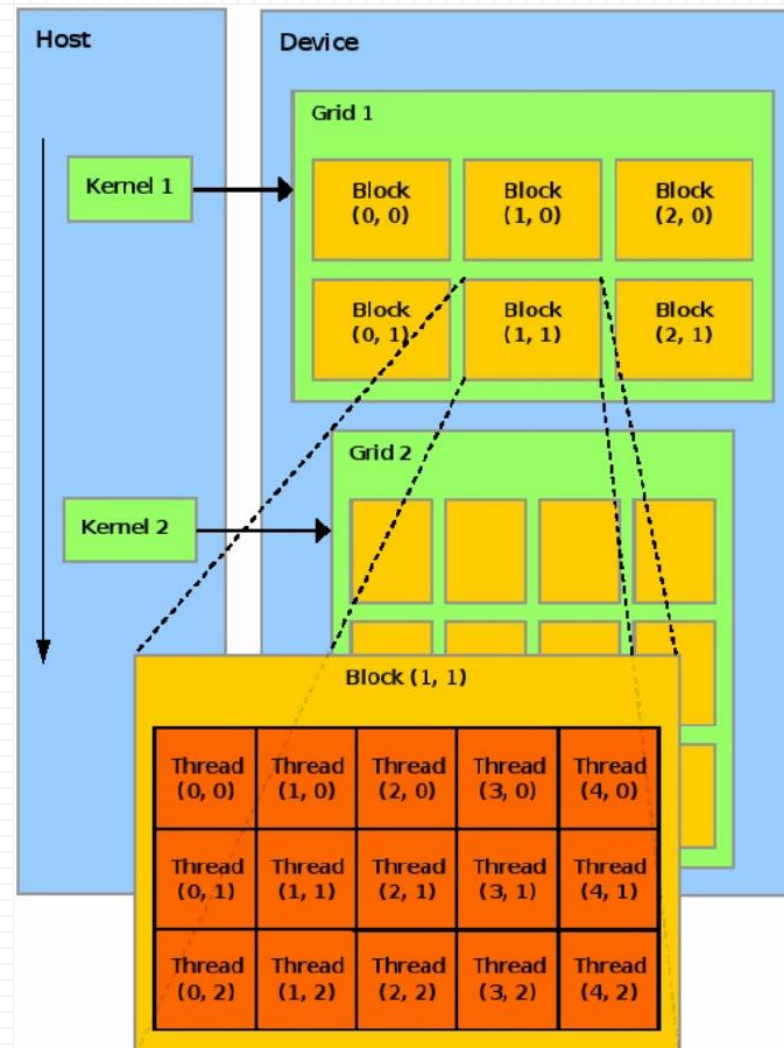 Host
Device
Grid 1
Kernel 1
Block Block Block
(0, 0) (1, 0) (2, 0)
Block Block Block
(0, 1) (1, 1) (2, 1)
Grid 2
Kernel 2
Block (1, 1)
Thread Thread Thread Thread Thread
(0, 0) (1, 0) (2, 0) (3, 0) (4, 0)
Thread Thread Thread Thread Thread
(0, 1) (1, 1) (2, 1) (3, 1) (4, 1)
Thread Thread Thread Thread Thread
(0, 2) (1, 2) (2, 2) (3, 2) (4, 2)